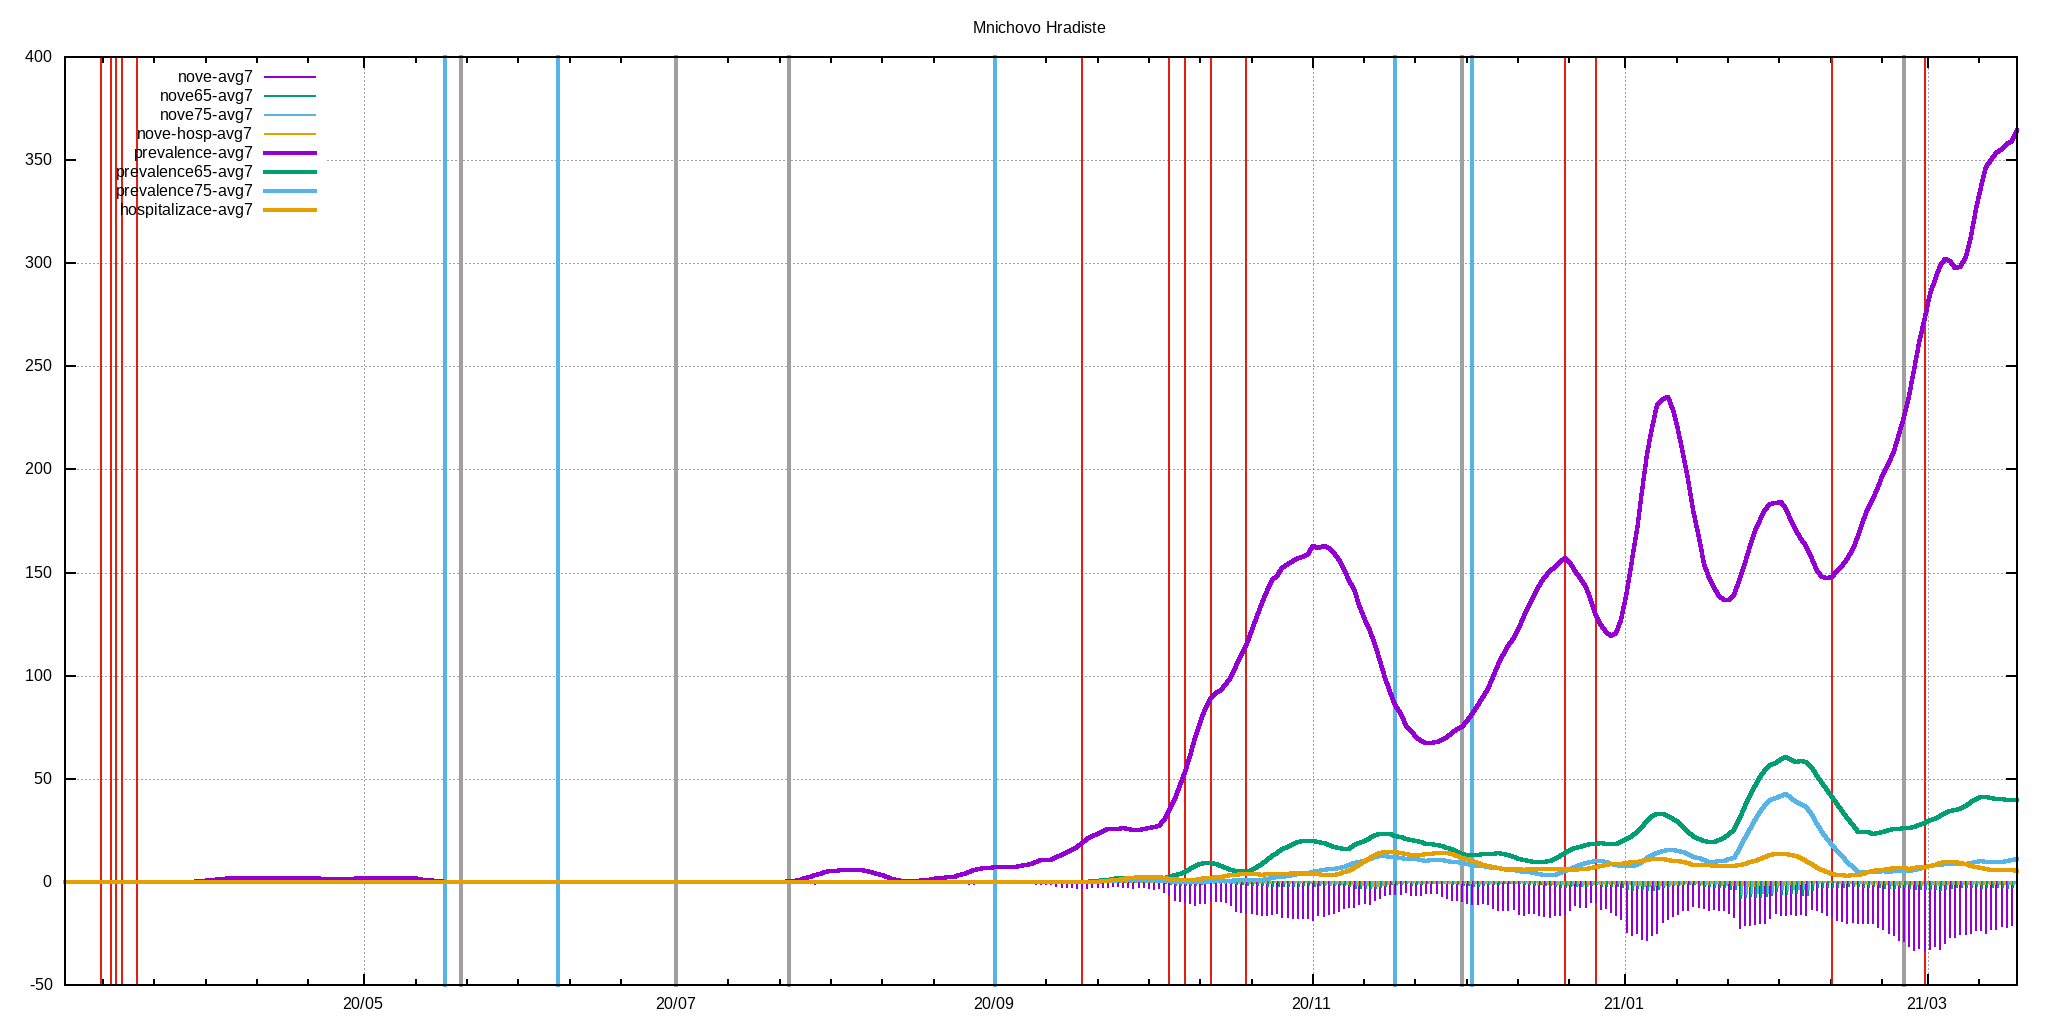 Mnichovo Hradiste
400
350
300
250
200
150
100
50
0
-50
nove-avg7
nove65-avg7
nove75-avg7
nove-hosp-avg7
prevalence-avg7
prevalence65-avg7
prevalence75-avg7
hospitalizace-avg7
20/05 20/07 20/09 20/11 21/01 21/03